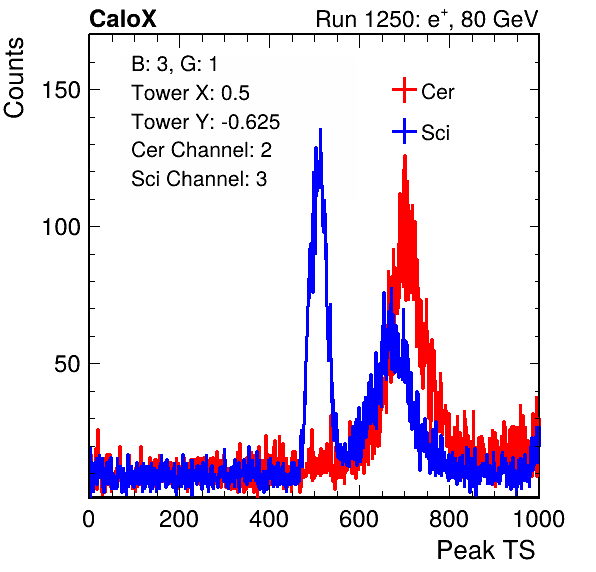 CaloX Run 1250: e⁺, 80 GeV
B: 3, G: 1
Tower X: 0.5
Tower Y: -0.625
Cer Channel: 2
Sci Channel: 3
Cer
Sci
Counts
150
100
50
0 200 400 600 800 1000
Peak TS